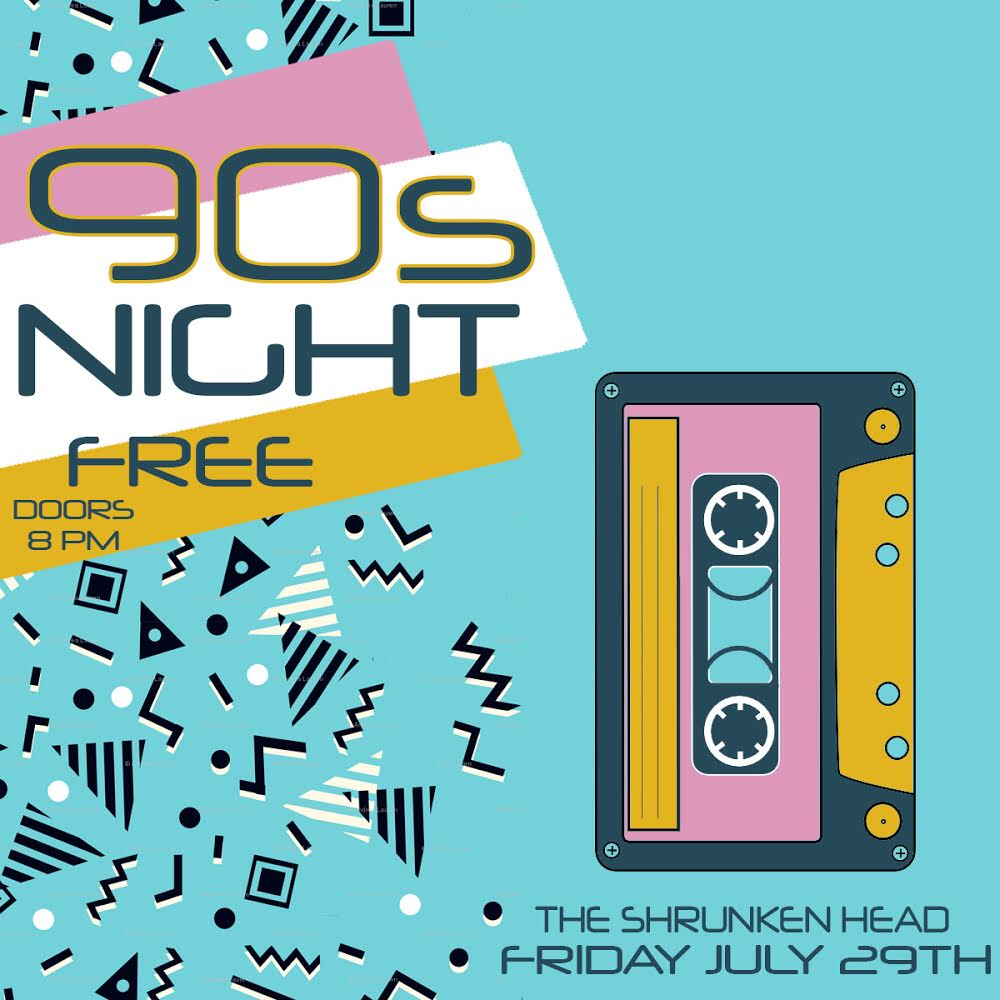 90s
NIGHT
FREE
DOORS
8 PM
THE SHRUNKEN HEAD
FRIDAY JULY 29TH